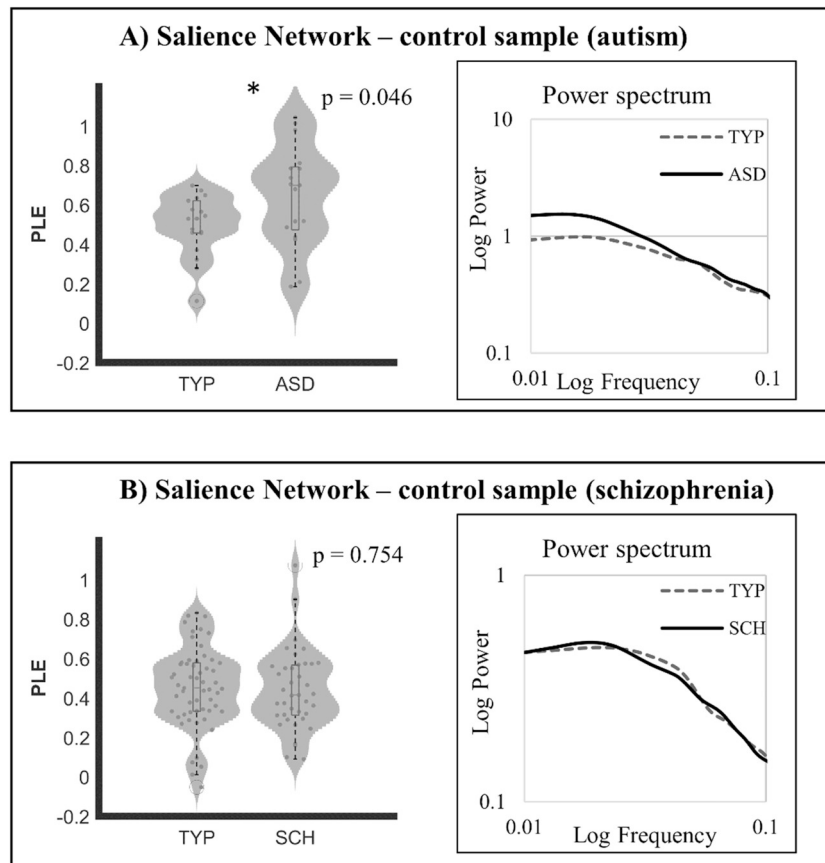 A) Salience Network – control sample (autism)
*
p = 0.046
PLE
1
0.8
0.6
0.4
0.2
0
-0.2
TYP
ASD
Power spectrum
10
1
0.1
TYP
ASD
Log Power
0.01
Log Frequency
0.1
B) Salience Network – control sample (schizophrenia)
p = 0.754
PLE
1
0.8
0.6
0.4
0.2
0
-0.2
TYP
SCH
Power spectrum
1
0.1
TYP
SCH
Log Power
0.01
Log Frequency
0.1